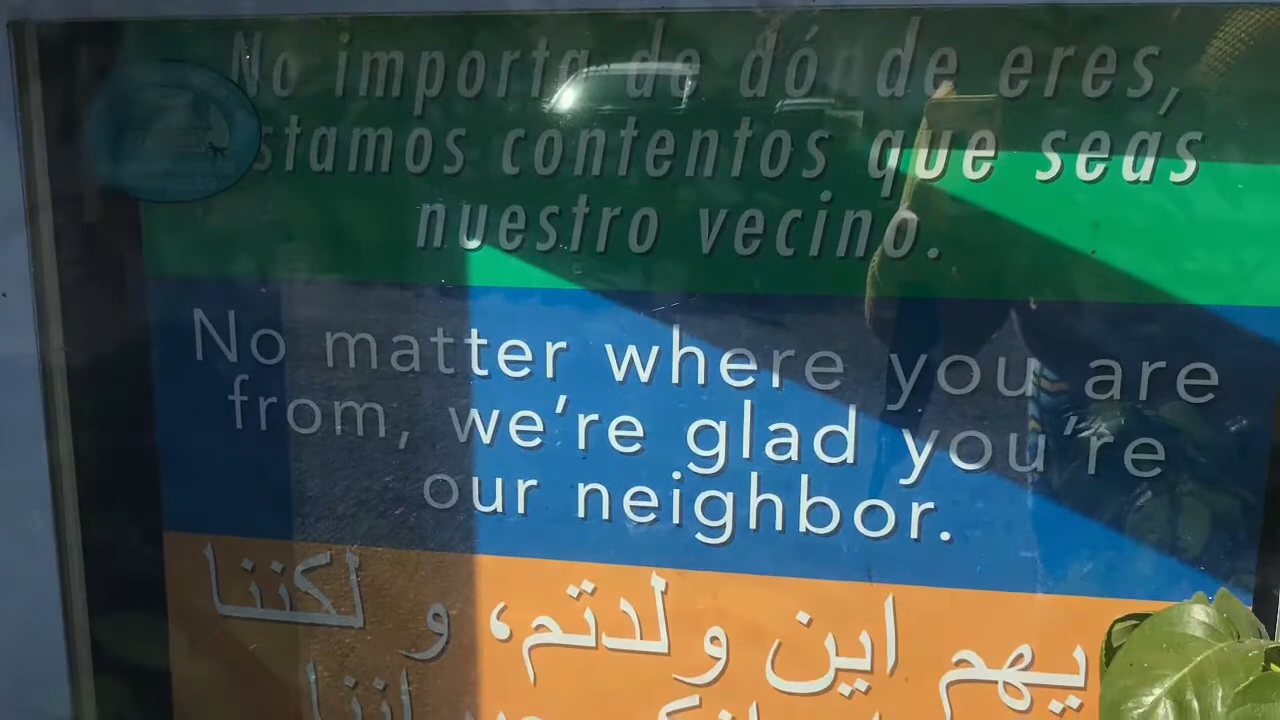 No importa de dónde eres,
estamos contentos que seas
nuestro vecino.
No matter where you are
from, we're glad you're
our neighbor.
يهم اين ولدتم، و لكننا